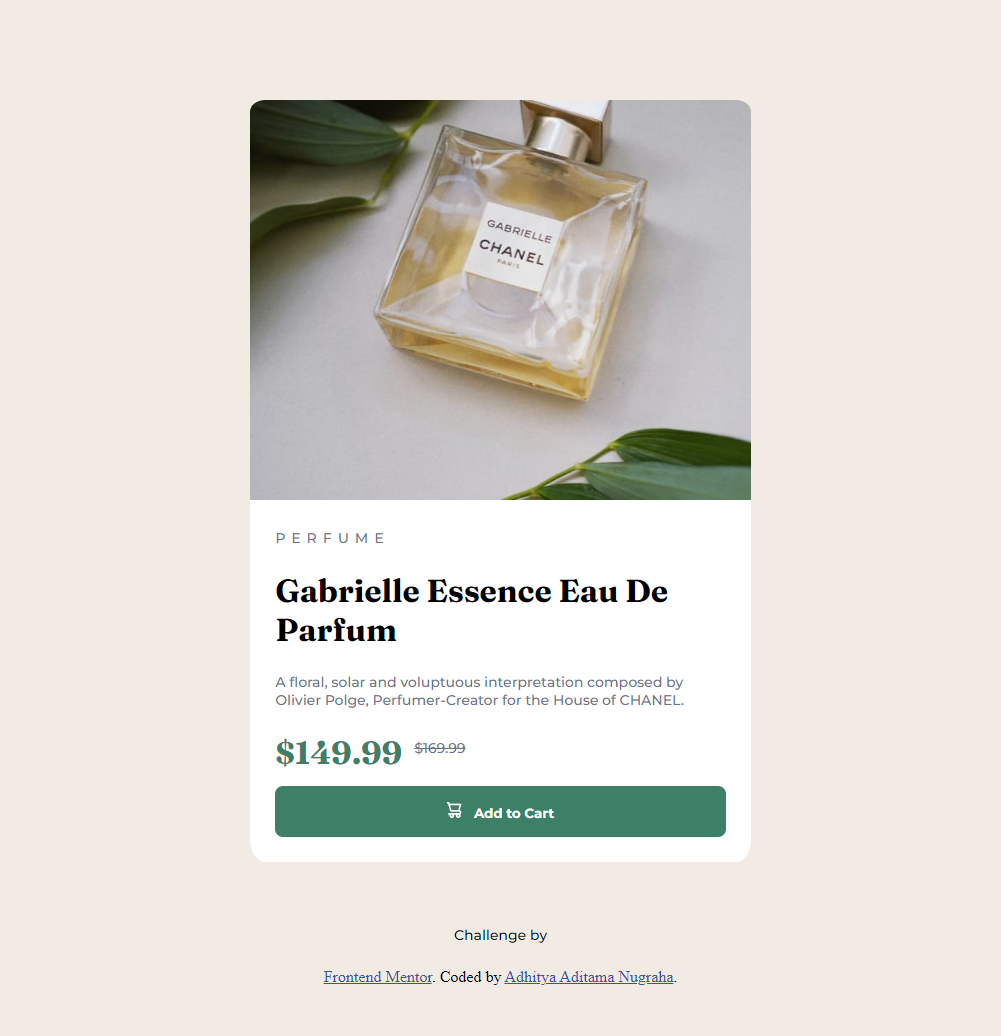 GABRIELLE
CHANEL
PARIS
PERFUME
Gabrielle Essence Eau De
Parfum
A floral, solar and voluptuous interpretation composed by
Olivier Polge, Perfumer-Creator for the House of CHANEL.
$149.99 $169.99
Add to Cart
Challenge by
Frontend Mentor. Coded by Adhitya Aditama Nugraha.